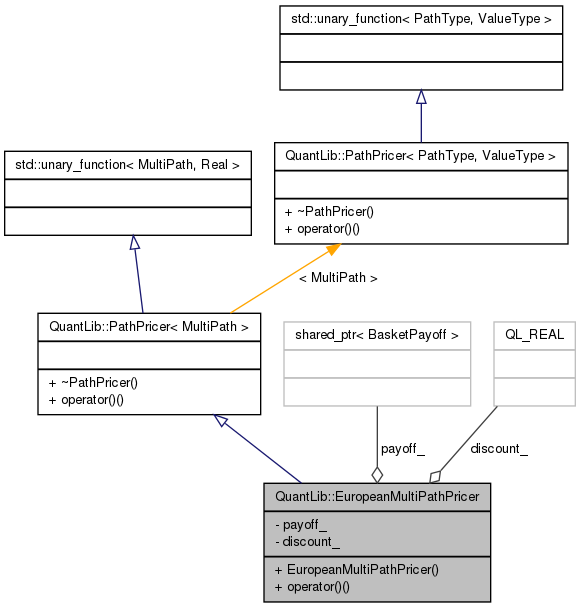 std::unary_function< PathType, ValueType >
std::unary_function< MultiPath, Real >
QuantLib::PathPricer< PathType, ValueType >
+ ~PathPricer()
+ operator()()
< MultiPath >
QuantLib::PathPricer< MultiPath >
+ ~PathPricer()
+ operator()()
shared_ptr< BasketPayoff >
QL_REAL
payoff_
discount_
QuantLib::EuropeanMultiPathPricer
- payoff_
- discount_
+ EuropeanMultiPathPricer()
+ operator()()